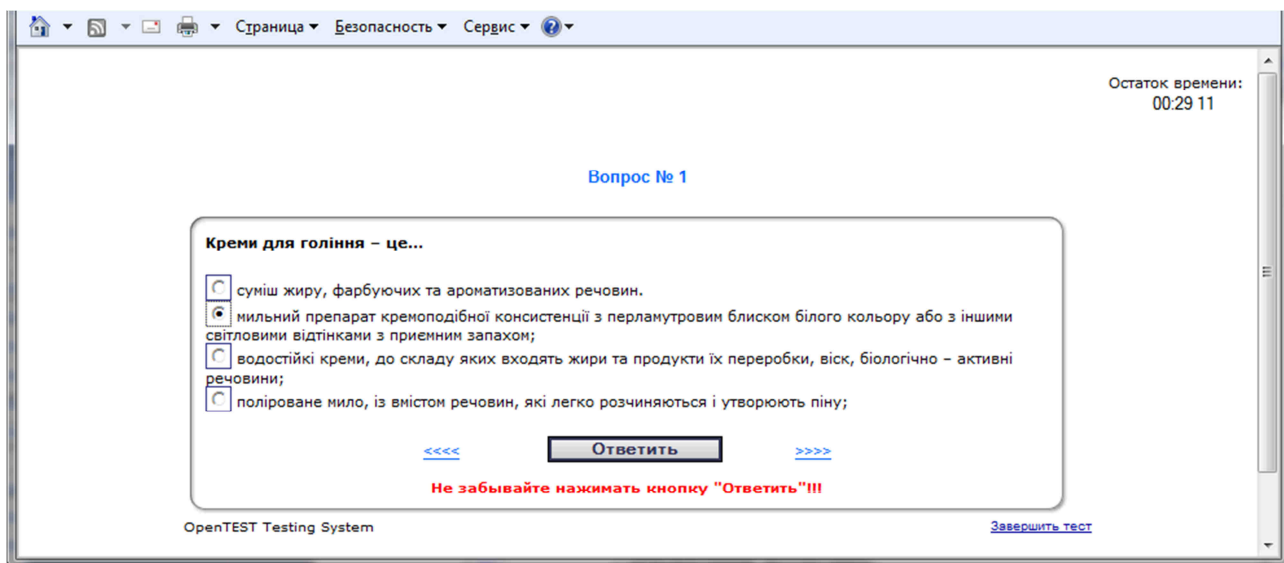 Страница Безопасность Сервис
Остаток времени:
00:29 11
Вопрос № 1
Креми для гоління – це...
суміш жиру, фарбуючих та ароматизованих речовин.
мильний препарат кремоподібної консистенції з перламутровим блиском білого кольору або з іншими
світловими відтінками з приємним запахом;
водостійкі креми, до складу яких входять жири та продукти їх переробки, віск, біологічно – активні
речовини;
поліроване мило, із вмістом речовин, які легко розчиняються і утворюють піну;
<<<< Ответить >>>>
Не забывайте нажимать кнопку "Ответить"!!!
OpenTEST Testing System Завершить тест